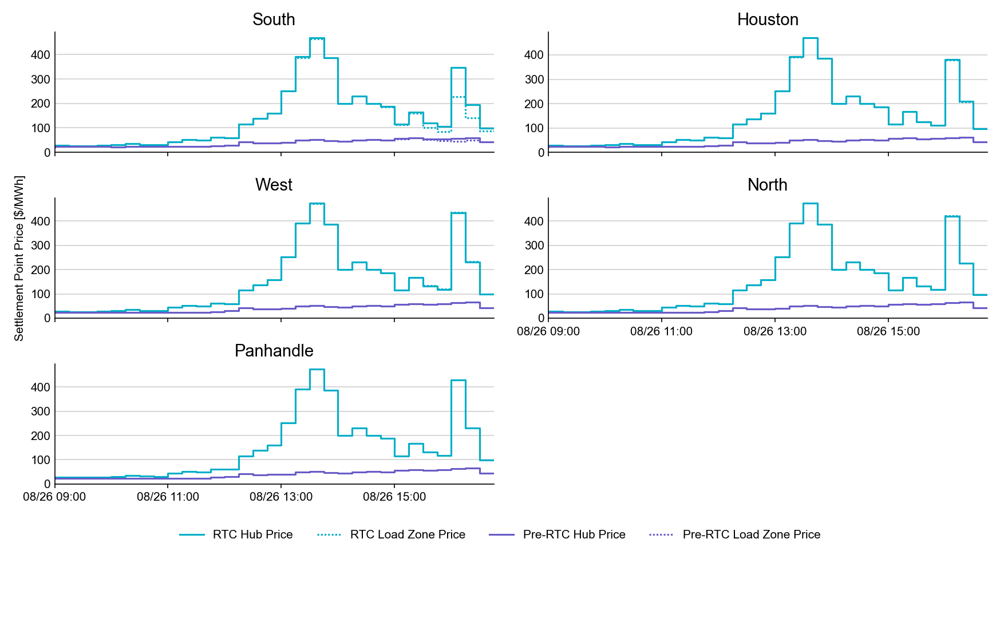 South
400
300
200
100
0
Houston
400
300
200
100
0
Settlement Point Price [$/MWh]
West
400
300
200
100
0
North
400
300
200
100
0
08/26 09:00 08/26 11:00 08/26 13:00 08/26 15:00
Panhandle
400
300
200
100
0
08/26 09:00 08/26 11:00 08/26 13:00 08/26 15:00
RTC Hub Price RTC Load Zone Price Pre-RTC Hub Price Pre-RTC Load Zone Price